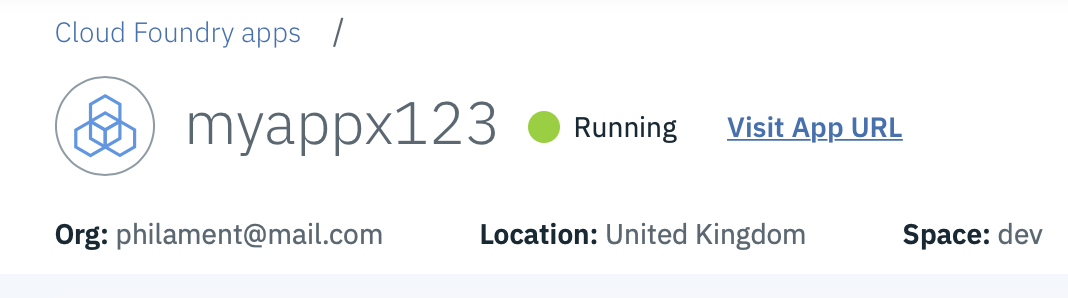 Cloud Foundry apps /
myappx123 Running Visit App URL
Org: philament@mail.com Location: United Kingdom Space: dev